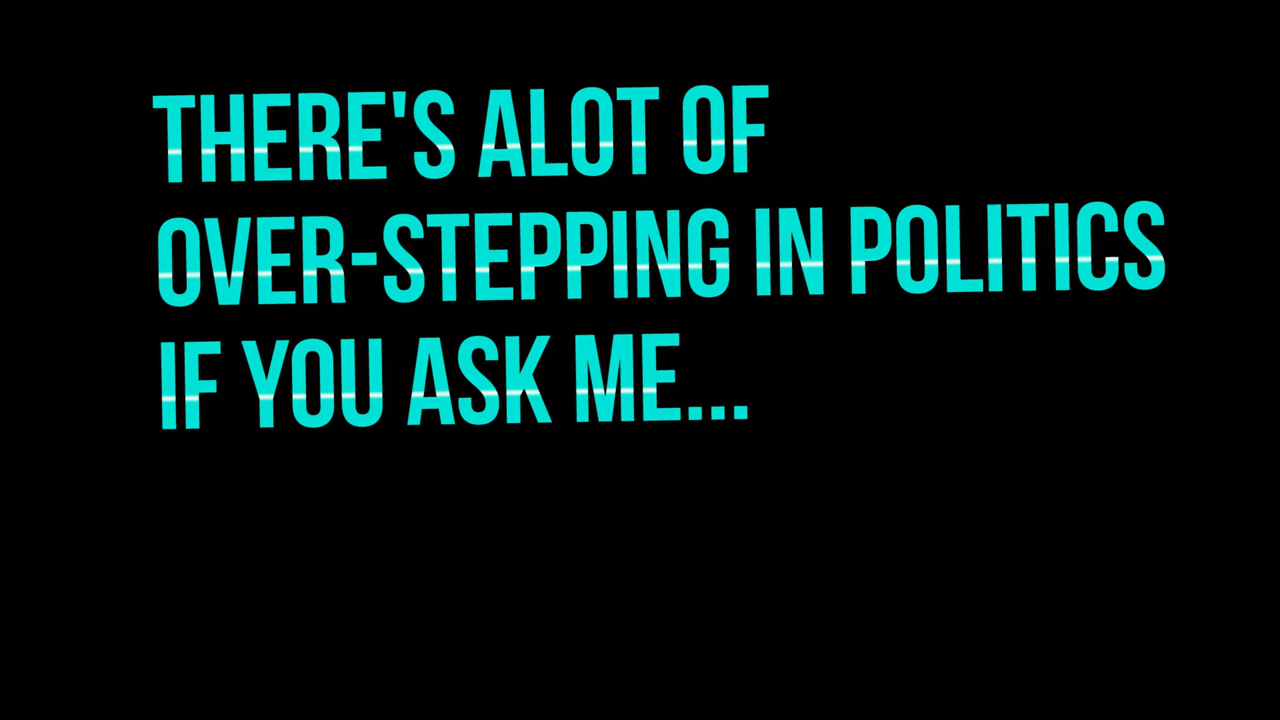 THERE'S ALOT OF
OVER-STEPPING IN POLITICS
IF YOU ASK ME...